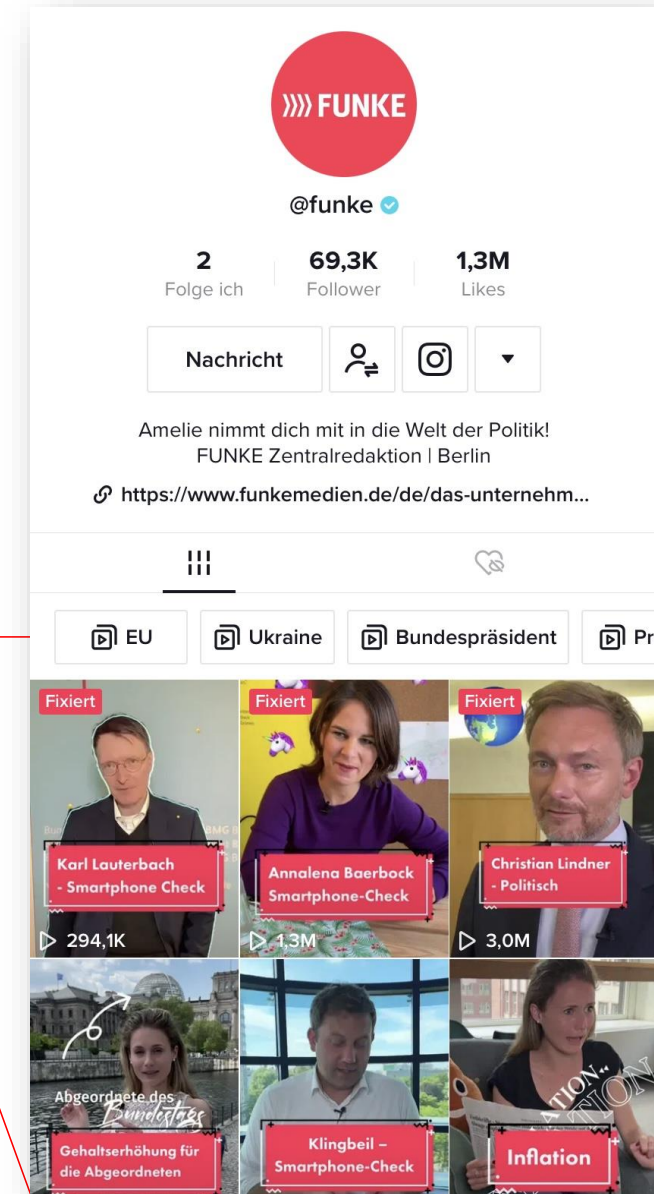 FUNKE
@funke
2 69,3K 1,3M
Folge ich Follower Likes
Nachricht
Amelie nimmt dich mit in die Welt der Politik!
FUNKE Zentralredaktion | Berlin
https://www.funkemedien.de/de/das-unternehm...
EU Ukraine Bundespräsident Pr
Fixiert Fixiert Fixiert
BMG
Karl Lauterbach
- Smartphone Check
294,1K
Annalena Baerbock
Smartphone-Check
1,3M
Christian Lindner
- Politisch
3,0M
Abgeordnete des
Bundestags
Gehaltserhöhung für
die Abgeordneten
Klingbeil –
Smartphone-Check
Inflation